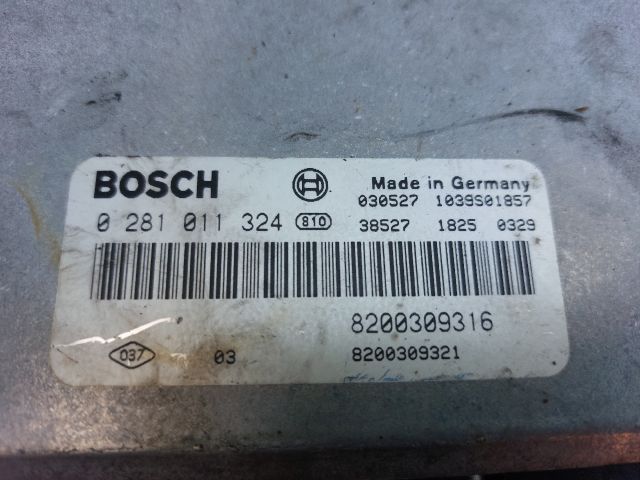 BOSCH
Made in Germany
030527 1039S01857
0 281 011 324 810 38527 1825 0329
8200309316
037 03 8200309321